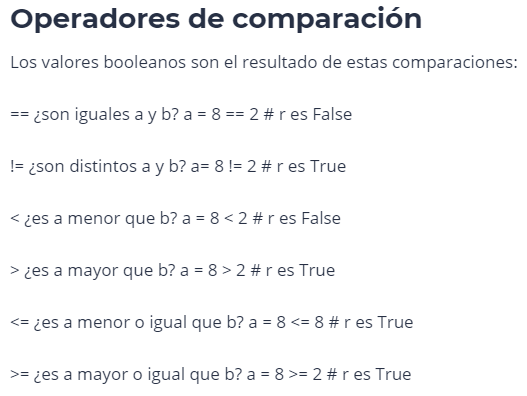 Operadores de comparación
Los valores booleanos son el resultado de estas comparaciones:
== ¿son iguales a y b? a = 8 == 2 # r es False
!= ¿son distintos a y b? a= 8 != 2 # r es True
< ¿es a menor que b? a = 8 < 2 # r es False
> ¿es a mayor que b? a = 8 > 2 # r es True
<= ¿es a menor o igual que b? a = 8 <= 8 # r es True
>= ¿es a mayor o igual que b? a = 8 >= 2 # r es True